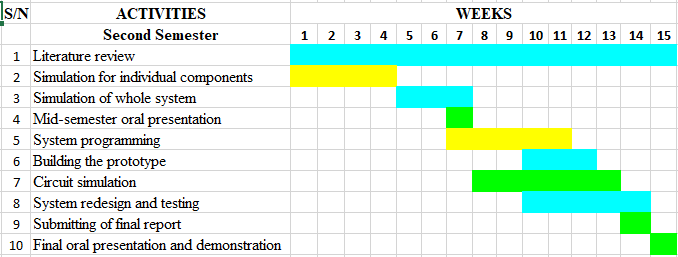 S/N ACTIVITIES WEEKS
Second Semester 1 2 3 4 5 6 7 8 9 10 11 12 13 14 15
1 Literature review
2 Simulation for individual components
3 Simulation of whole system
4 Mid-semester oral presentation
5 System programming
6 Building the prototype
7 Circuit simulation
8 System redesign and testing
9 Submitting of final report
10 Final oral presentation and demonstration